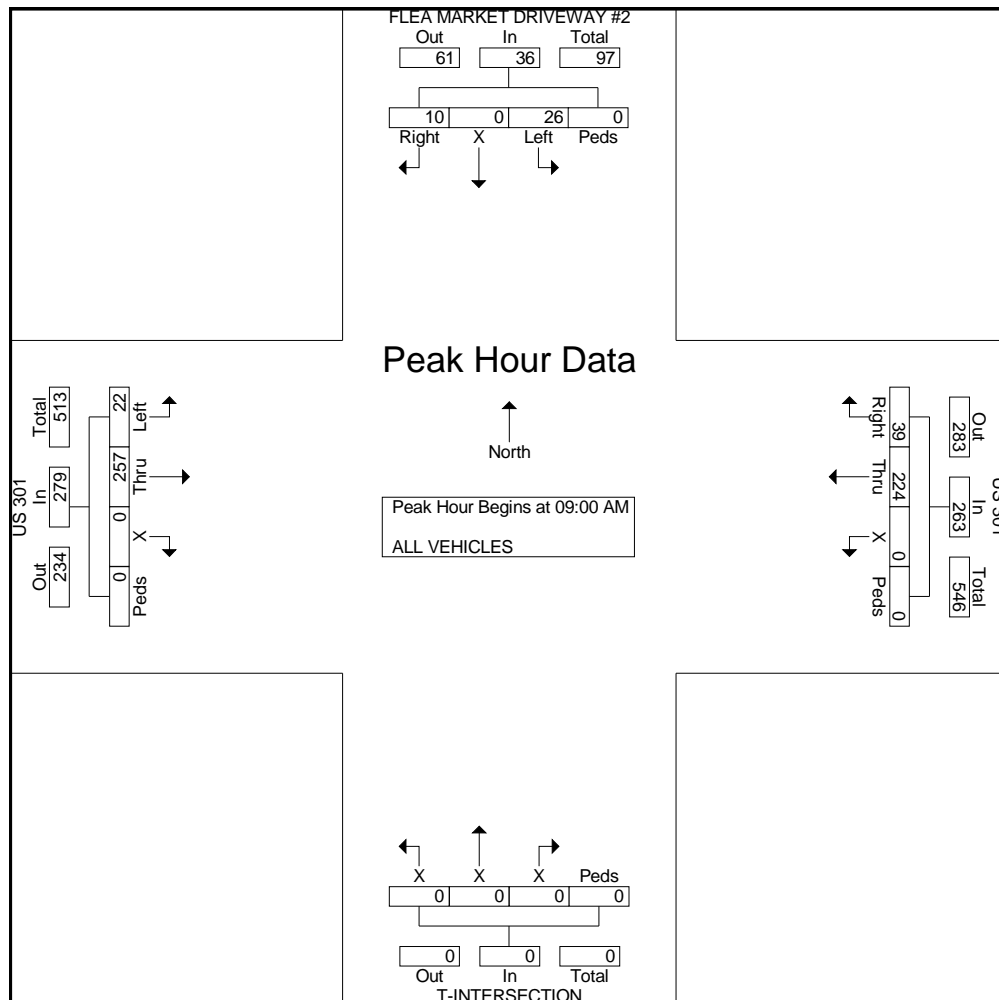 FLEA MARKET DRIVEWAY #2
Out In Total
61 36 97
10 0 26 0
Right X Left Peds
Peak Hour Data
North
Peak Hour Begins at 09:00 AM
ALL VEHICLES
US 301
Out In Total
234 279 513
22 257 0 0
Left Thru X Peds
Right Thru X Peds
39 224 0 0
Out In Total
283 263 546
US 301
X X X Peds
0 0 0 0
0 0 0
Out In Total
T-INTERSECTION